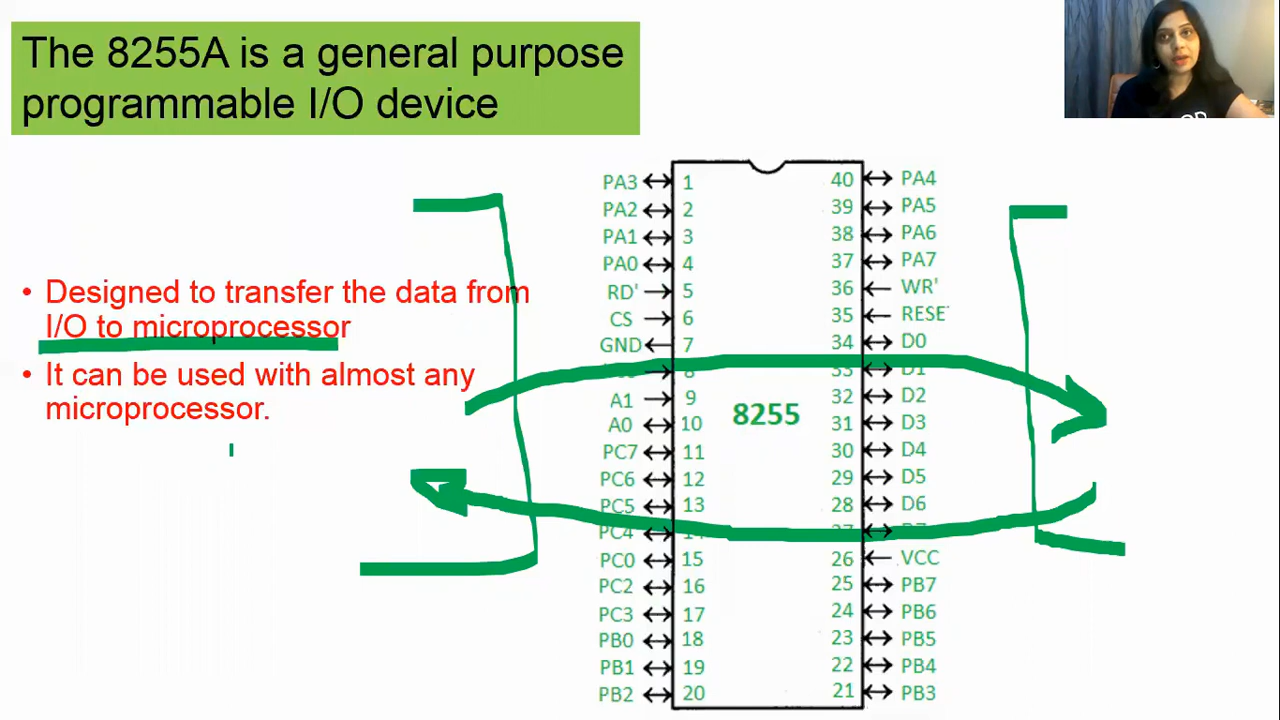 The 8255A is a general purpose
programmable I/O device
• Designed to transfer the data from
I/O to microprocessor
• It can be used with almost any
microprocessor.
PA3 1 40 PA4
PA2 2 39 PA5
PA1 3 38 PA6
PA0 4 37 PA7
RD' 5 36 WR'
CS 6 35 RESE
GND 7 34 D0
8 33 D1
A1 9 32 D2
A0 10 31 D3
PC7 11 30 D4
PC6 12 29 D5
PC5 13 28 D6
PC4 14
PC0 15 26 VCC
PC2 16 25 PB7
PC3 17 24 PB6
PB0 18 23 PB5
PB1 19 22 PB4
PB2 20 21 PB3
8255